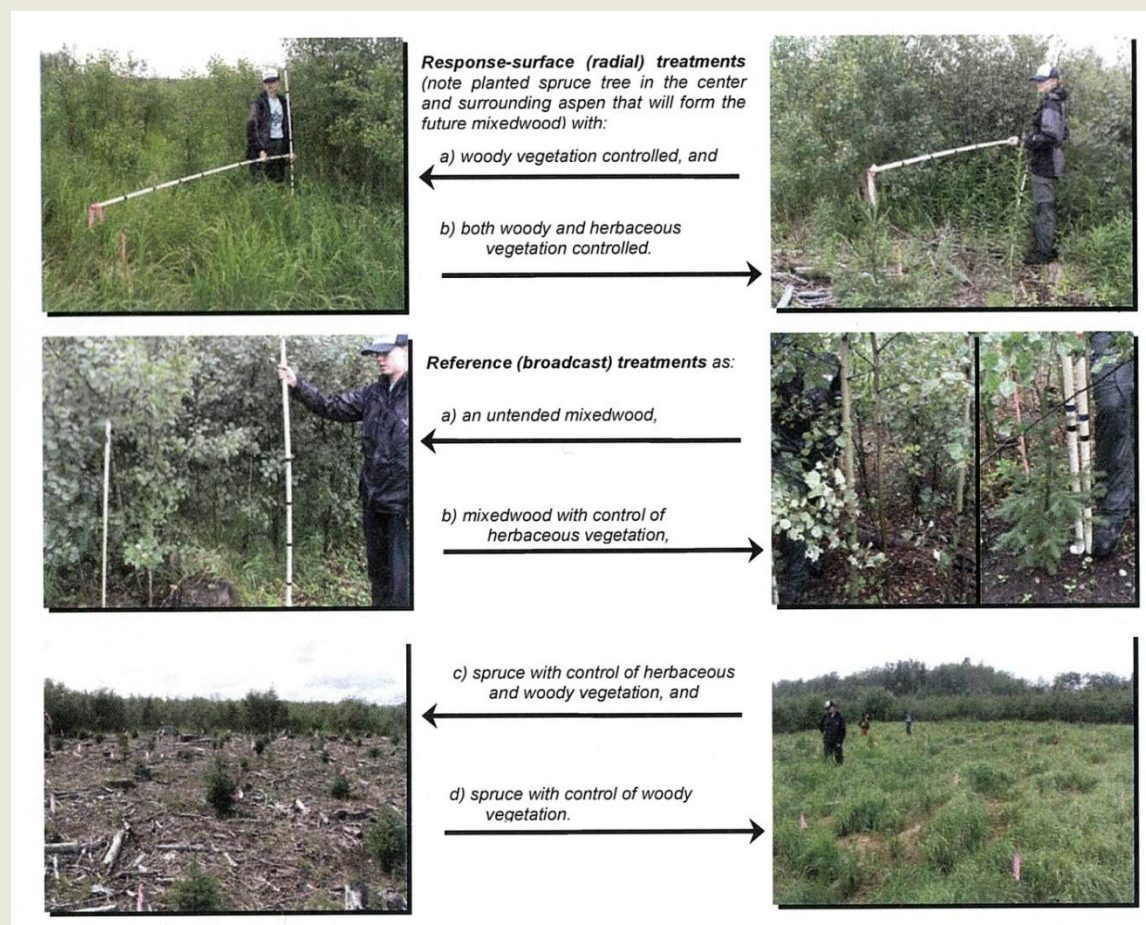 Response-surface (radial) treatments
(note planted spruce tree in the center
and surrounding aspen that will form the
future mixedwood) with:
a) woody vegetation controlled, and
b) both woody and herbaceous
vegetation controlled.
Reference (broadcast) treatments as:
a) an untended mixedwood,
b) mixedwood with control of
herbaceous vegetation,
c) spruce with control of herbaceous
and woody vegetation, and
d) spruce with control of woody
vegetation.